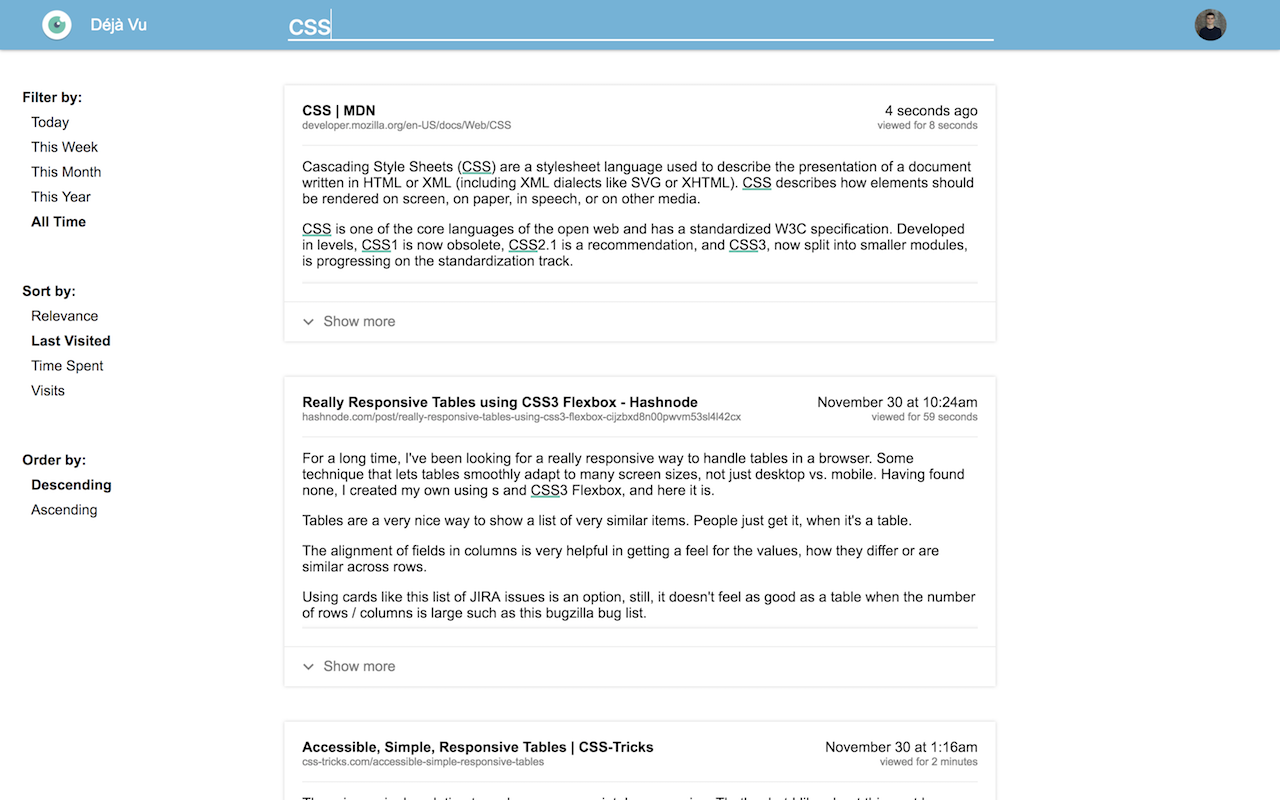 Déjà Vu
CSS
Filter by:
Today
This Week
This Month
This Year
All Time
Sort by:
Relevance
Last Visited
Time Spent
Visits
Order by:
Descending
Ascending
CSS | MDN
4 seconds ago
developer.mozilla.org/en-US/docs/Web/CSS
viewed for 8 seconds
Cascading Style Sheets (CSS) are a stylesheet language used to describe the presentation of a document
written in HTML or XML (including XML dialects like SVG or XHTML). CSS describes how elements should
be rendered on screen, on paper, in speech, or on other media.
CSS is one of the core languages of the open web and has a standardized W3C specification. Developed
in levels, CSS1 is now obsolete, CSS2.1 is a recommendation, and CSS3, now split into smaller modules,
is progressing on the standardization track.
Show more
Really Responsive Tables using CSS3 Flexbox - Hashnode
November 30 at 10:24am
hashnode.com/post/really-responsive-tables-using-css3-flexbox-cijzbxd8n00pwvm53sl4l42cx
viewed for 59 seconds
For a long time, I've been looking for a really responsive way to handle tables in a browser. Some
technique that lets tables smoothly adapt to many screen sizes, not just desktop vs. mobile. Having found
none, I created my own using s and CSS3 Flexbox, and here it is.
Tables are a very nice way to show a list of very similar items. People just get it, when it's a table.
The alignment of fields in columns is very helpful in getting a feel for the values, how they differ or are
similar across rows.
Using cards like this list of JIRA issues is an option, still, it doesn't feel as good as a table when the number
of rows / columns is large such as this bugzilla bug list.
Show more
Accessible, Simple, Responsive Tables | CSS-Tricks
November 30 at 1:16am
css-tricks.com/accessible-simple-responsive-tables
viewed for 2 minutes